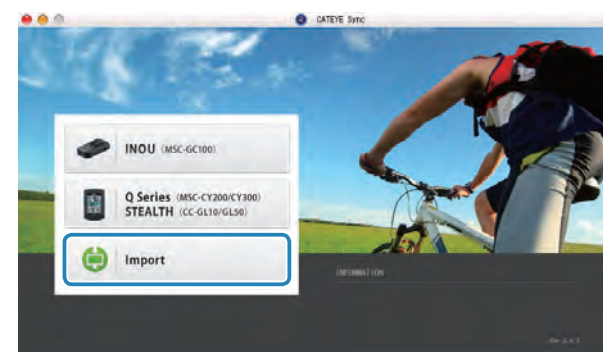 CATEYE Sync
INOU (MSC-GC100)
Q Series (MSC-CY200/CY300)
STEALTH (CC-GL10/GL50)
Import
INFORMATION